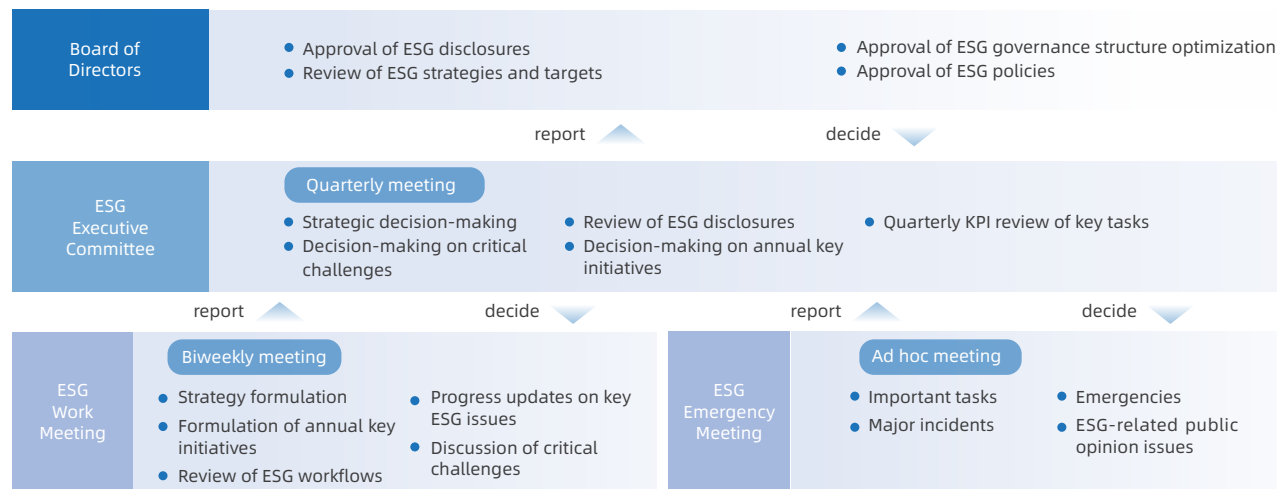 Board of
Directors
Approval of ESG disclosures
Review of ESG strategies and targets
Approval of ESG governance structure optimization
Approval of ESG policies
report
decide
ESG
Executive
Committee
Quarterly meeting
Strategic decision-making
Decision-making on critical
challenges
Review of ESG disclosures
Decision-making on annual key
initiatives
Quarterly KPI review of key tasks
report
decide
report
decide
ESG
Work
Meeting
Biweekly meeting
Strategy formulation
Formulation of annual key
initiatives
Review of ESG workflows
Progress updates on key
ESG issues
Discussion of critical
challenges
ESG
Emergency
Meeting
Ad hoc meeting
Important tasks
Major incidents
Emergencies
ESG-related public
opinion issues